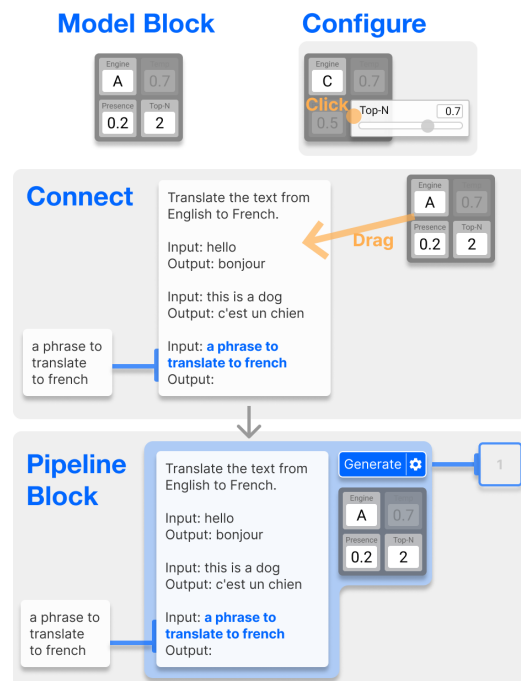 Model Block
Engine
A
0.7
Presence
0.2
Top-N
2
Configure
Engine
C
0.7
Click
0.5
Top-N
0.7
Connect
Translate the text from
English to French.
Input: hello
Output: bonjour
Input: this is a dog
Output: c'est un chien
Input: a phrase to
translate to french
Output:
a phrase to
translate
to french
Drag
Engine
A
0.7
Presence
0.2
Top-N
2
Pipeline
Block
Translate the text from
English to French.
Input: hello
Output: bonjour
Input: this is a dog
Output: c'est un chien
Input: a phrase to
translate to french
Output:
a phrase to
translate
to french
Generate
1
Engine
A
0.7
Presence
0.2
Top-N
2